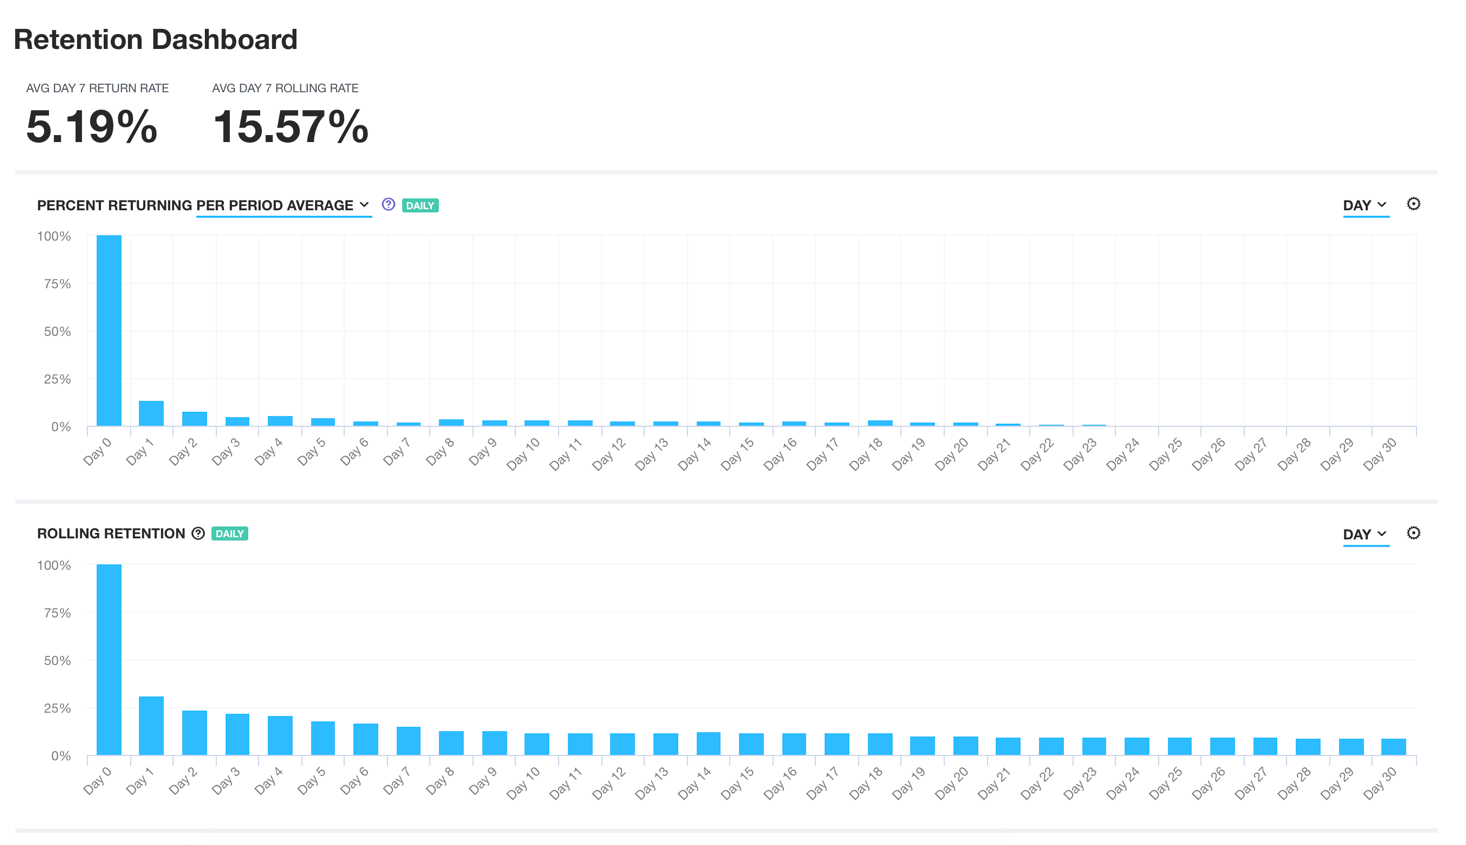 Retention Dashboard
AVG DAY 7 RETURN RATE
5.19%
AVG DAY 7 ROLLING RATE
15.57%
PERCENT RETURNING PER PERIOD AVERAGE ? DAILY
DAY
100%
75%
50%
25%
0%
Day 0
Day 1
Day 2
Day 3
Day 4
Day 5
Day 6
Day 7
Day 8
Day 9
Day 10
Day 11
Day 12
Day 13
Day 14
Day 15
Day 16
Day 17
Day 18
Day 19
Day 20
Day 21
Day 22
Day 23
Day 24
Day 25
Day 26
Day 27
Day 28
Day 29
Day 30
ROLLING RETENTION ? DAILY
DAY
100%
75%
50%
25%
0%
Day 0
Day 1
Day 2
Day 3
Day 4
Day 5
Day 6
Day 7
Day 8
Day 9
Day 10
Day 11
Day 12
Day 13
Day 14
Day 15
Day 16
Day 17
Day 18
Day 19
Day 20
Day 21
Day 22
Day 23
Day 24
Day 25
Day 26
Day 27
Day 28
Day 29
Day 30